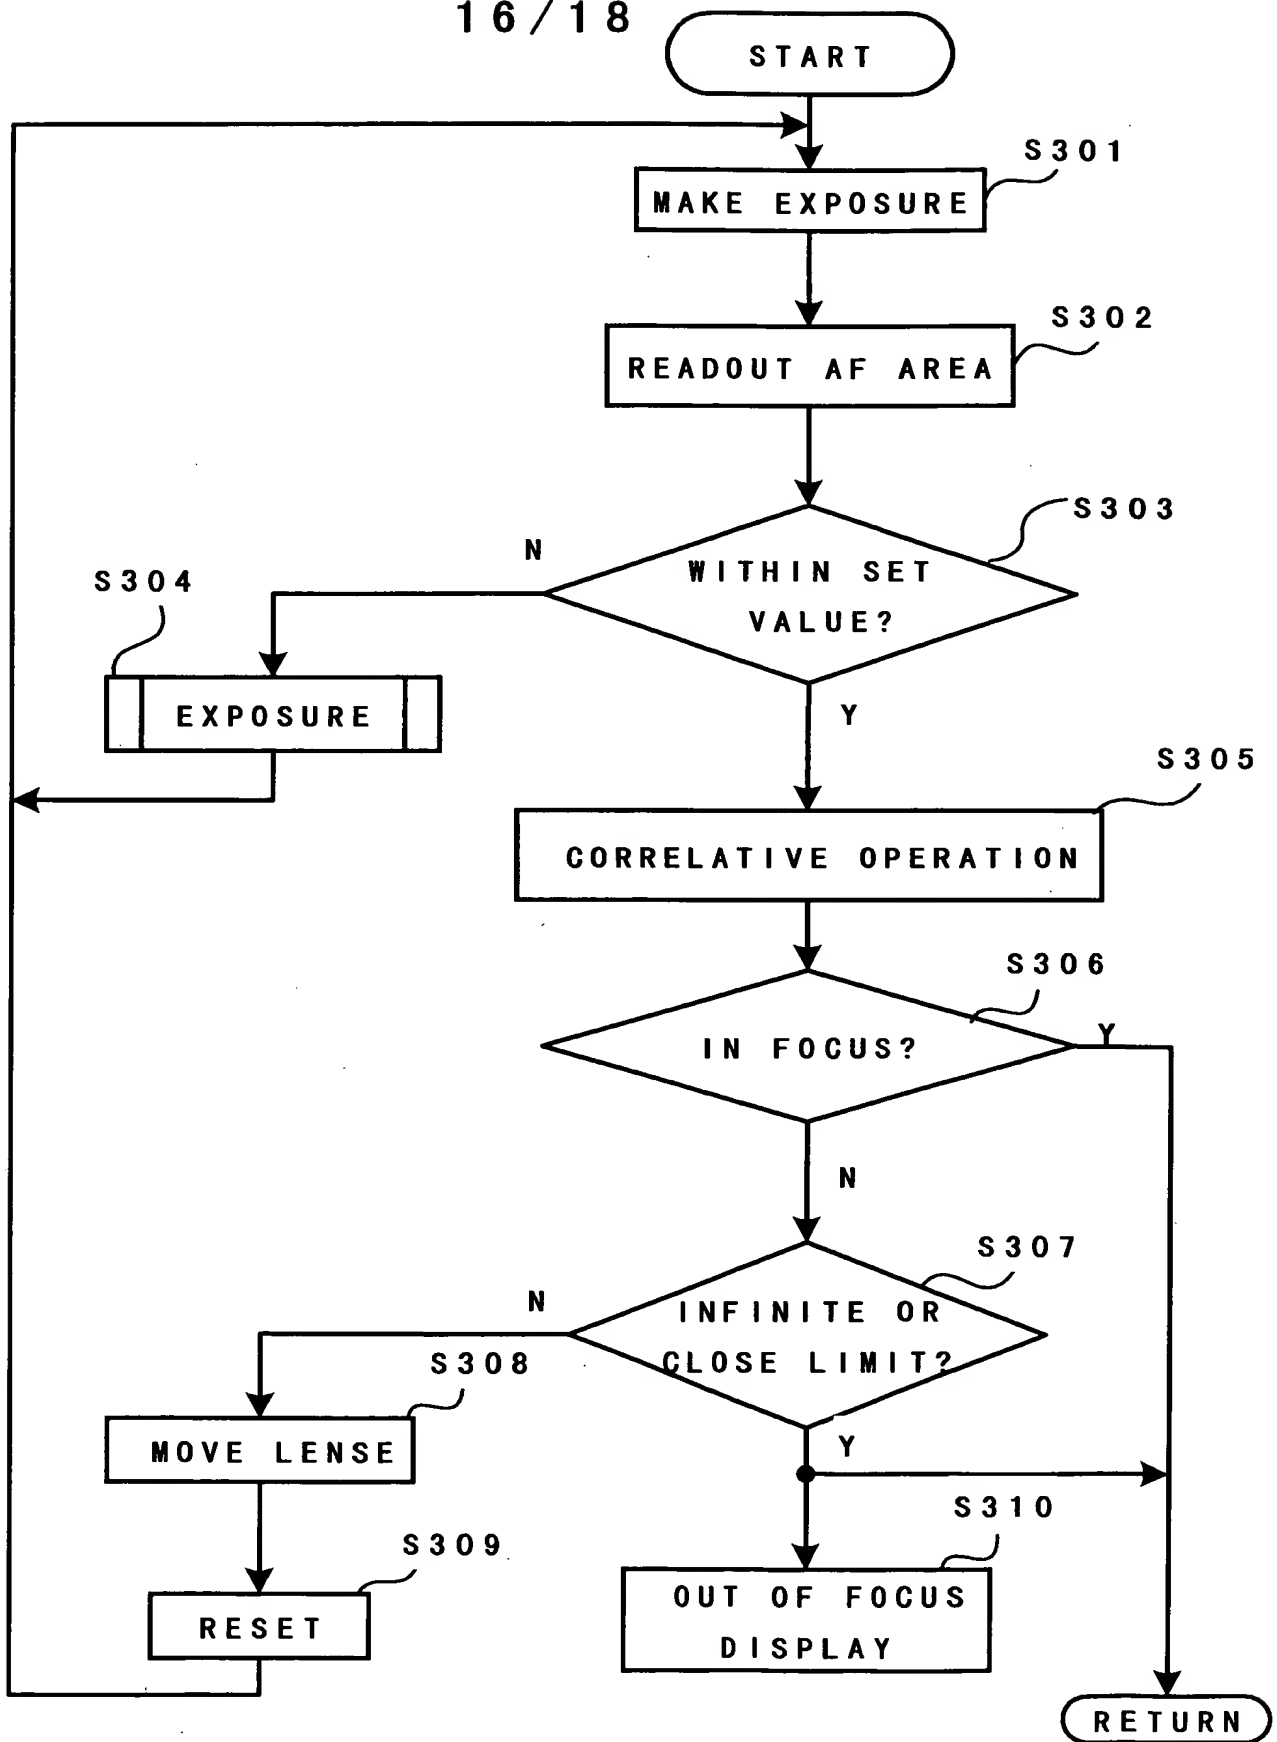 16/18
START
S301
MAKE EXPOSURE
S302
READOUT AF AREA
S303
N
WITHIN SET
VALUE?
S304
EXPOSURE
Y
S305
CORRELATIVE OPERATION
S306
IN FOCUS?
Y
N
S307
N
INFINITE OR
CLOSE LIMIT?
S308
MOVE LENSE
Y
S310
S309
OUT OF FOCUS
DISPLAY
RESET
RETURN